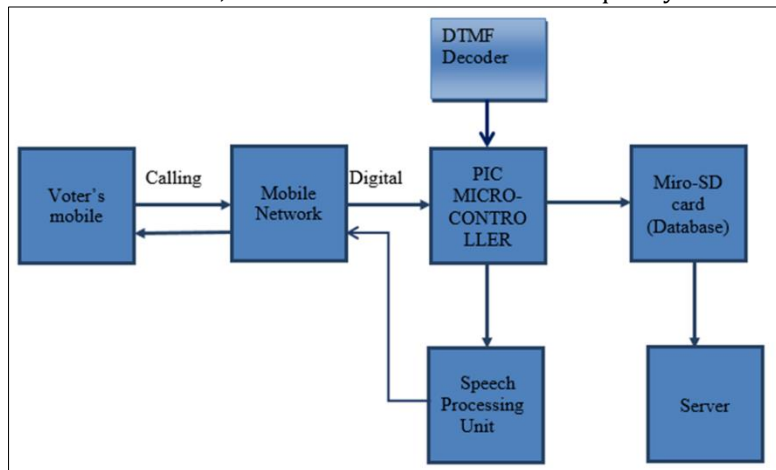 DTMF
Decoder
Voter's
mobile
Calling
Mobile
Network
Digital
PIC
MICRO-
CONTRO
LLER
Miro-SD
card
(Database)
Speech
Processing
Unit
Server